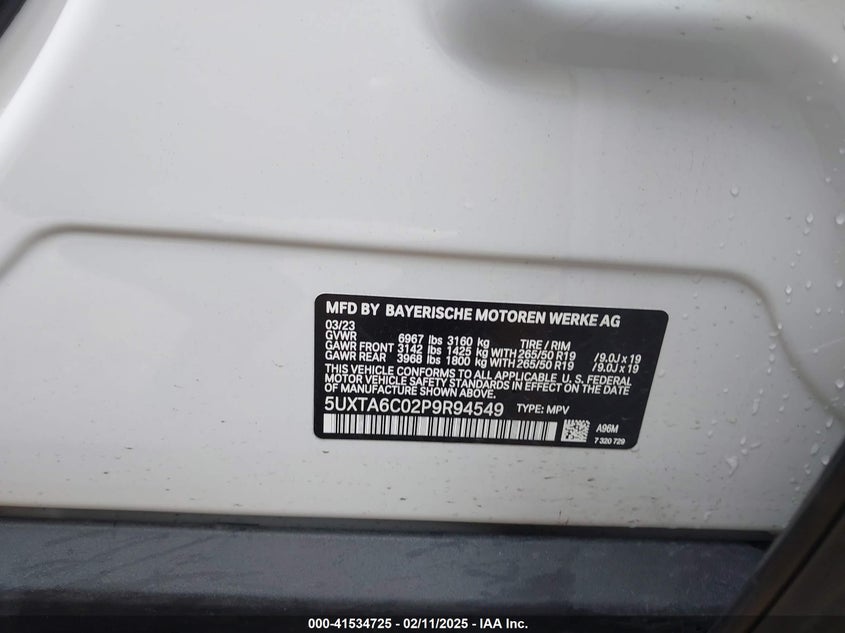 MFD BY BAYERISCHE MOTOREN WERKE AG
03/23
GVWR 6967 lbs 3160 kg TIRE / RIM
GAWR FRONT 3142 lbs 1425 kg WITH 265/50 R19 / 9.0J x 19
GAWR REAR 3968 lbs 1800 kg WITH 265/50 R19 / 9.0J x 19
THIS VEHICLE CONFORMS TO ALL APPLICABLE U. S. FEDERAL
MOTOR VEHICLE SAFETY STANDARDS IN EFFECT ON THE DATE
OF MANUFACTURE SHOWN ABOVE.
5UXTA6C02P9R94549 TYPE: MPV
A96M
7 320 729
000-41534725 - 02/11/2025 - IAA Inc.